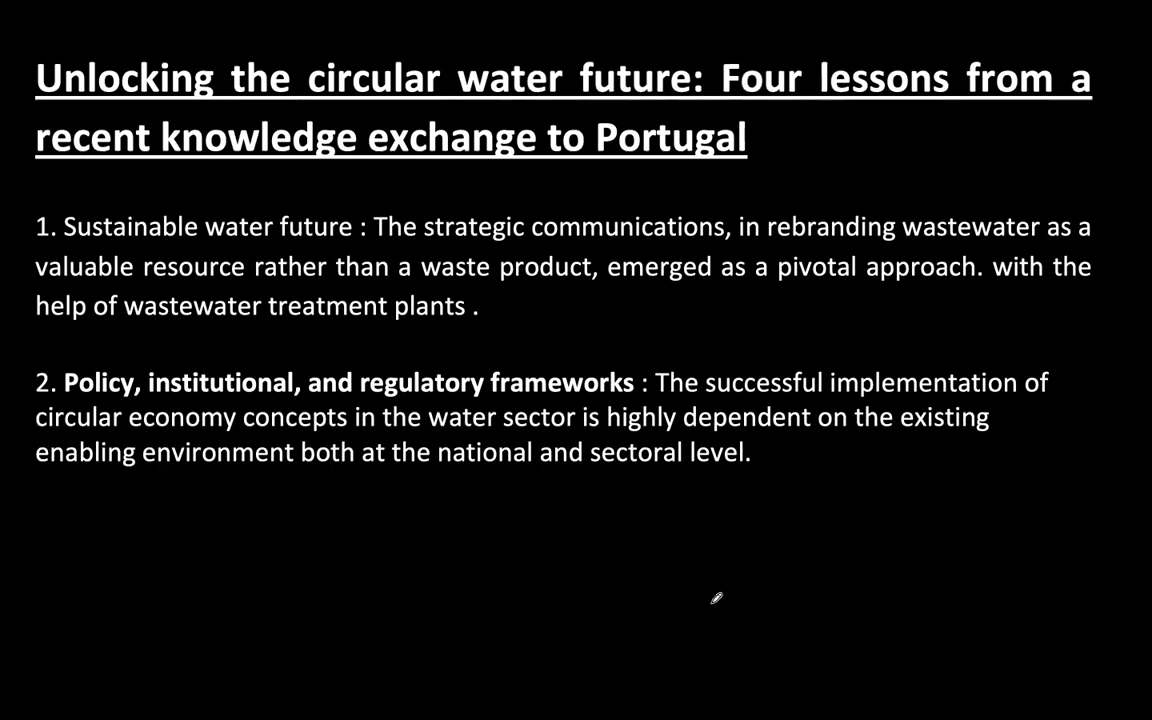 Unlocking the circular water future: Four lessons from a
recent knowledge exchange to Portugal
1. Sustainable water future : The strategic communications, in rebranding wastewater as a
valuable resource rather than a waste product, emerged as a pivotal approach. with the
help of wastewater treatment plants .
2. Policy, institutional, and regulatory frameworks : The successful implementation of
circular economy concepts in the water sector is highly dependent on the existing
enabling environment both at the national and sectoral level.